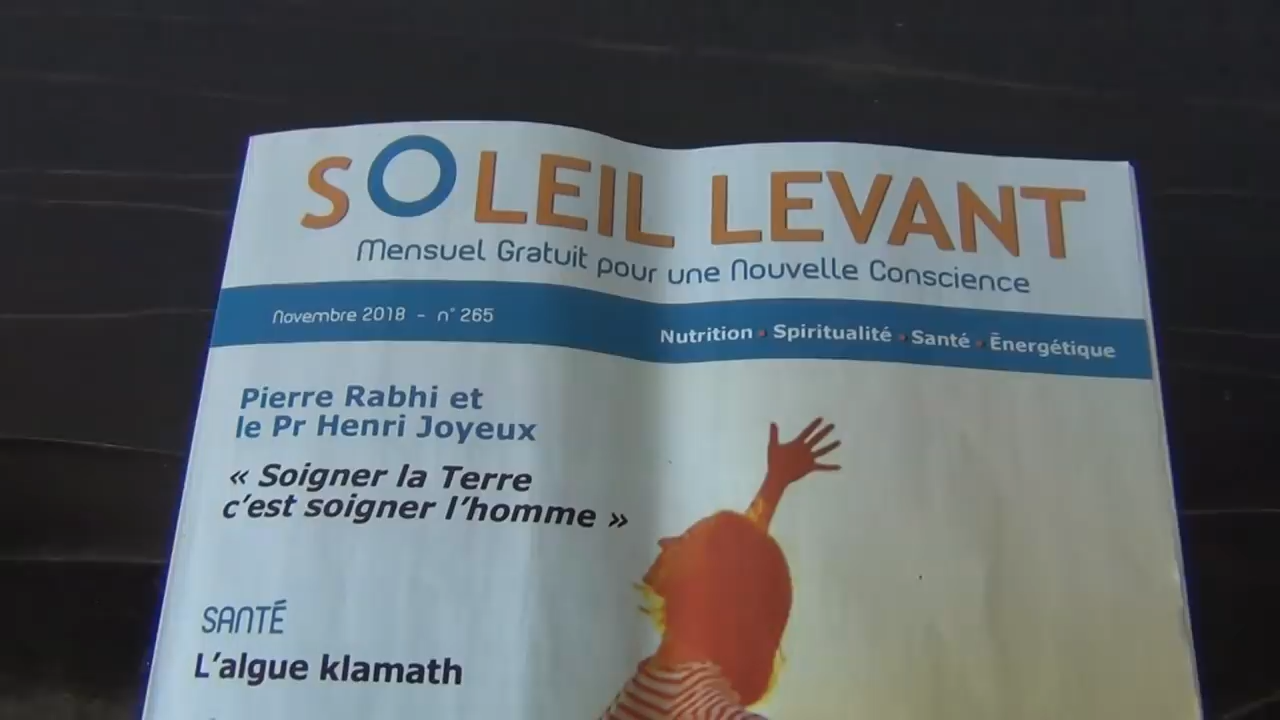 SOLEIL LEVANT
Mensuel Gratuit pour une Nouvelle Conscience
Novembre 2018 - n° 265
Nutrition • Spiritualité • Santé • Énergétique
Pierre Rabhi et
le Pr Henri Joyeux
« Soigner la Terre
c'est soigner l'homme »
SANTÉ
L'algue klamath